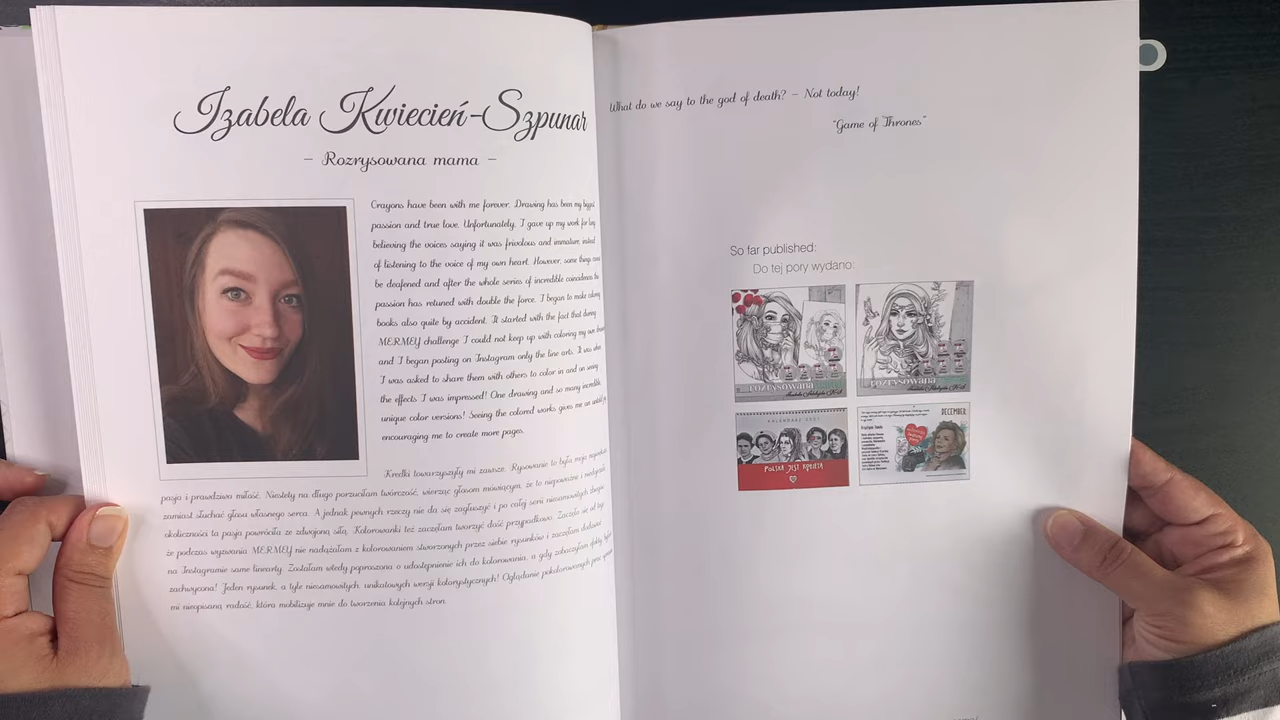 Izabela Kwiecień-Szpunar
– Rozrysowana mama –
Crayons have been with me forever. Drawing has been my biggest
passion and true love. Unfortunately, I gave up my work for long
believing the voices saying it was frivolous and immature, instead
of listening to the voice of my own heart. However, some things
be deafened and after the whole series of incredible coincidence
passion has retuned with double the force. I began to make coloring
books also quite by accident. It started with the fact that during
MERMEY challenge I could not keep up with coloring my own
and I began posting on Instagram only the line arts. It was when
I was asked to share them with others to color in and on seeing
the effects I was impressed! One drawing and so many incredible,
unique color versions! Seeing the colored works gives me an
encouraging me to create more pages.
Kredki towarzyszyły mi zawsze. Rysowanie to była moja
pasja i prawdziwa miłość. Niestety na długo porzuciłam twórczość, wierząc głosom mówiącym, że to niepoważne i
zamiast słuchać głosu własnego serca. A jednak pewnych rzeczy nie da się zagłuszyć i po całej serii niesamowitych
okoliczności ta pasja powróciła ze zdwojoną siłą. Kolorowanki też zaczęłam tworzyć dość przypadkowo. Zaczęło się od
że podczas wyzwania MERMEY nie nadążałam z kolorowaniem stworzonych przez siebie rysunków i zaczęłam
na Instagramie same linearty. Zostałam wtedy poproszona o udostępnienie ich do kolorowania, a gdy zobaczyłam efekty,
zachwycona! Jeden rysunek, a tyle niesamowitych, unikatowych wersji kolorystycznych! Oglądanie pokolorowanych prac
mi nieopisaną radość, która mobilizuje mnie do tworzenia kolejnych stron.
What do we say to the god of death? – Not today!
"Game of Thrones"
So far published:
Do tej pory wydano:
rozrysowana
rozrysowana
KALENDARZ 2021
POLSKA JEST KOBIETĄ
DECEMBER